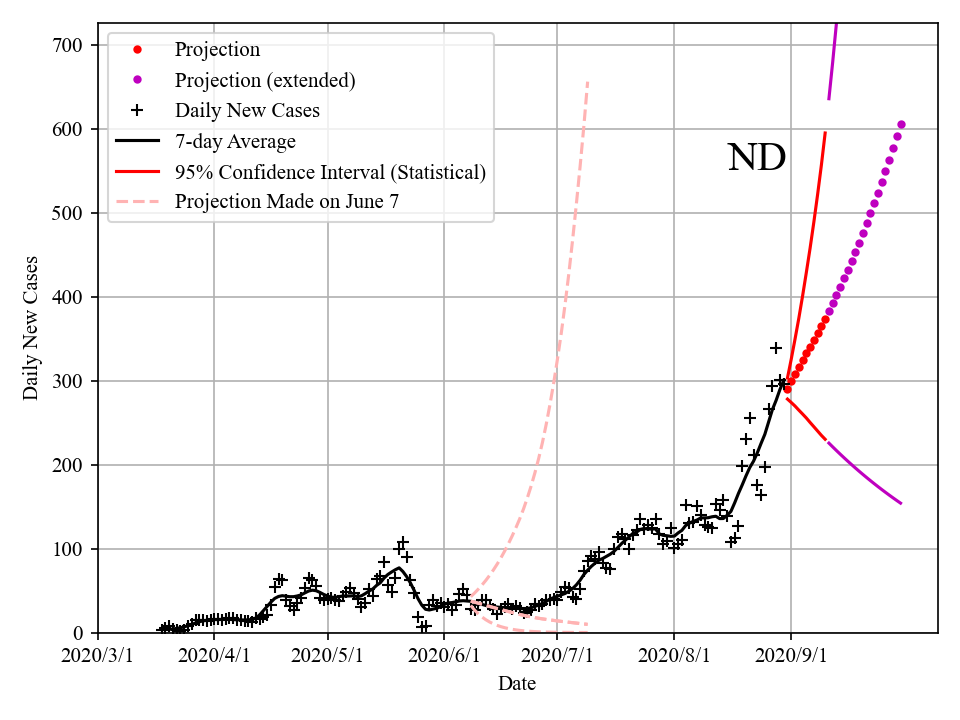 700
600
500
400
300
200
100
0
Daily New Cases
Projection
Projection (extended)
Daily New Cases
7-day Average
95% Confidence Interval (Statistical)
Projection Made on June 7
ND
2020/3/1 2020/4/1 2020/5/1 2020/6/1 2020/7/1 2020/8/1 2020/9/1
Date